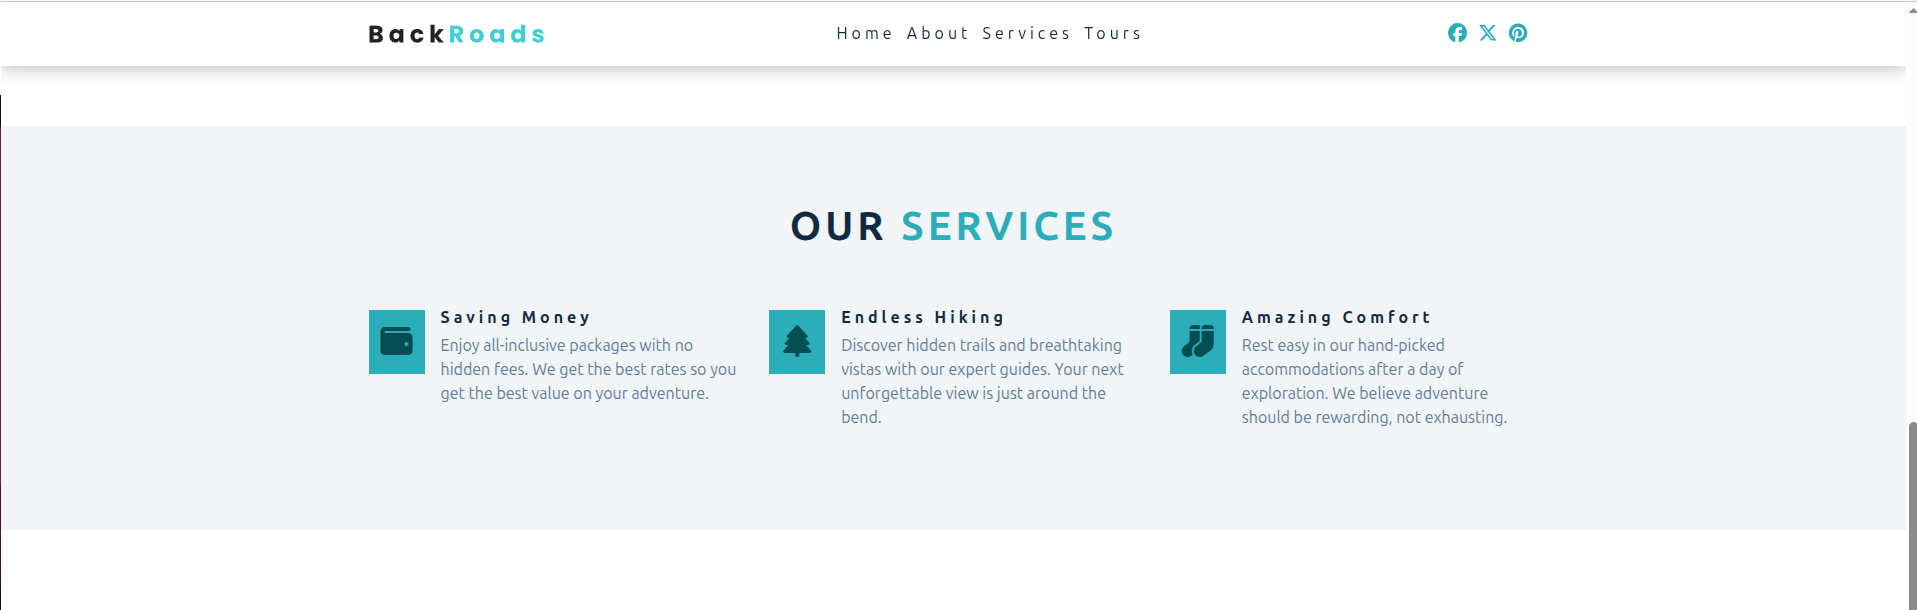 BackRoads
Home About Services Tours
OUR SERVICES
Saving Money
Enjoy all-inclusive packages with no
hidden fees. We get the best rates so you
get the best value on your adventure.
Endless Hiking
Discover hidden trails and breathtaking
vistas with our expert guides. Your next
unforgettable view is just around the
bend.
Amazing Comfort
Rest easy in our hand-picked
accommodations after a day of
exploration. We believe adventure
should be rewarding, not exhausting.